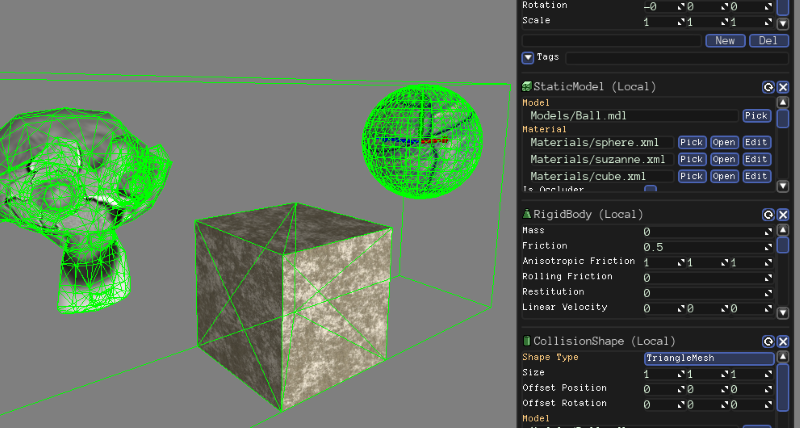 Rotation −0 0 0
Scale 1 1 1
New Del
Tags
StaticModel (Local)
Model
Models/Ball.mdl Pick
Material
Materials/sphere.xml Pick Open Edit
Materials/suzanne.xml Pick Open Edit
Materials/cube.xml Pick Open Edit
Is Occluder
RigidBody (Local)
Mass 0
Friction 0.5
Anisotropic Friction 1 1 1
Rolling Friction 0
Restitution 0
Linear Velocity 0 0 0
CollisionShape (Local)
Shape Type TriangleMesh
Size 1 1 1
Offset Position 0 0 0
Offset Rotation 0 0 0
Model